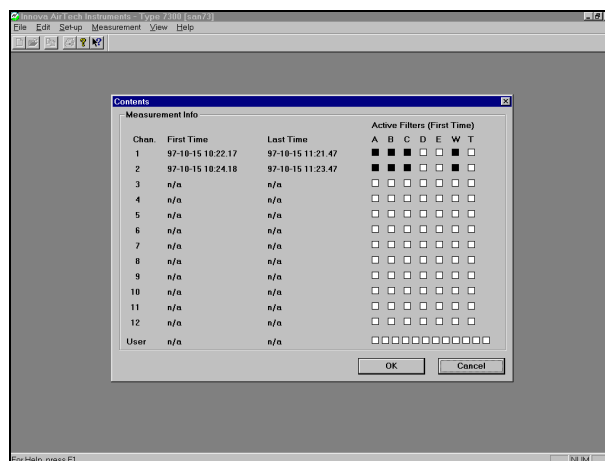 Innova AirTech Instruments - Type 7300 [san73]
File Edit Set-up Measurement View Help
Contents
Measurement Info
Active Filters (First Time)
Chan. First Time Last Time A B C D E W T
1 97-10-15 10:22.17 97-10-15 11:21.47
2 97-10-15 10:24.18 97-10-15 11:23.47
3 n/a n/a
4 n/a n/a
5 n/a n/a
6 n/a n/a
7 n/a n/a
8 n/a n/a
9 n/a n/a
10 n/a n/a
11 n/a n/a
12 n/a n/a
User n/a n/a
OK Cancel
For Help, press F1 NUM